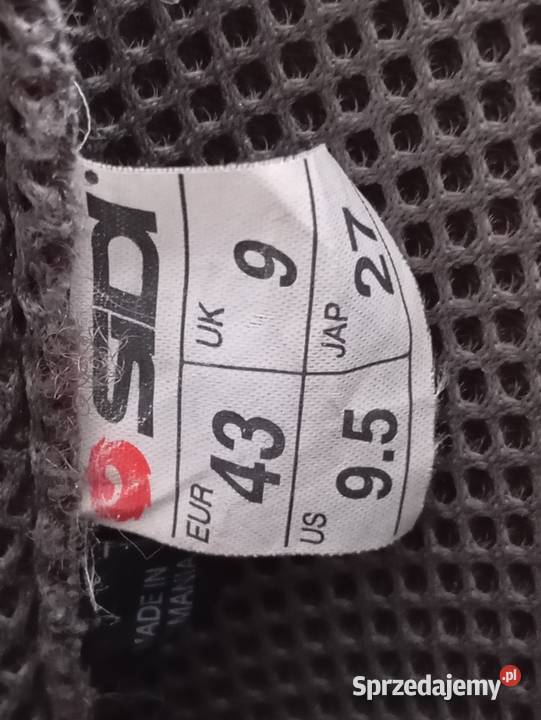 SIDI
EUR 43
UK 9
US 9.5
JAP 27
MADE IN
Sprzedajemy.pl